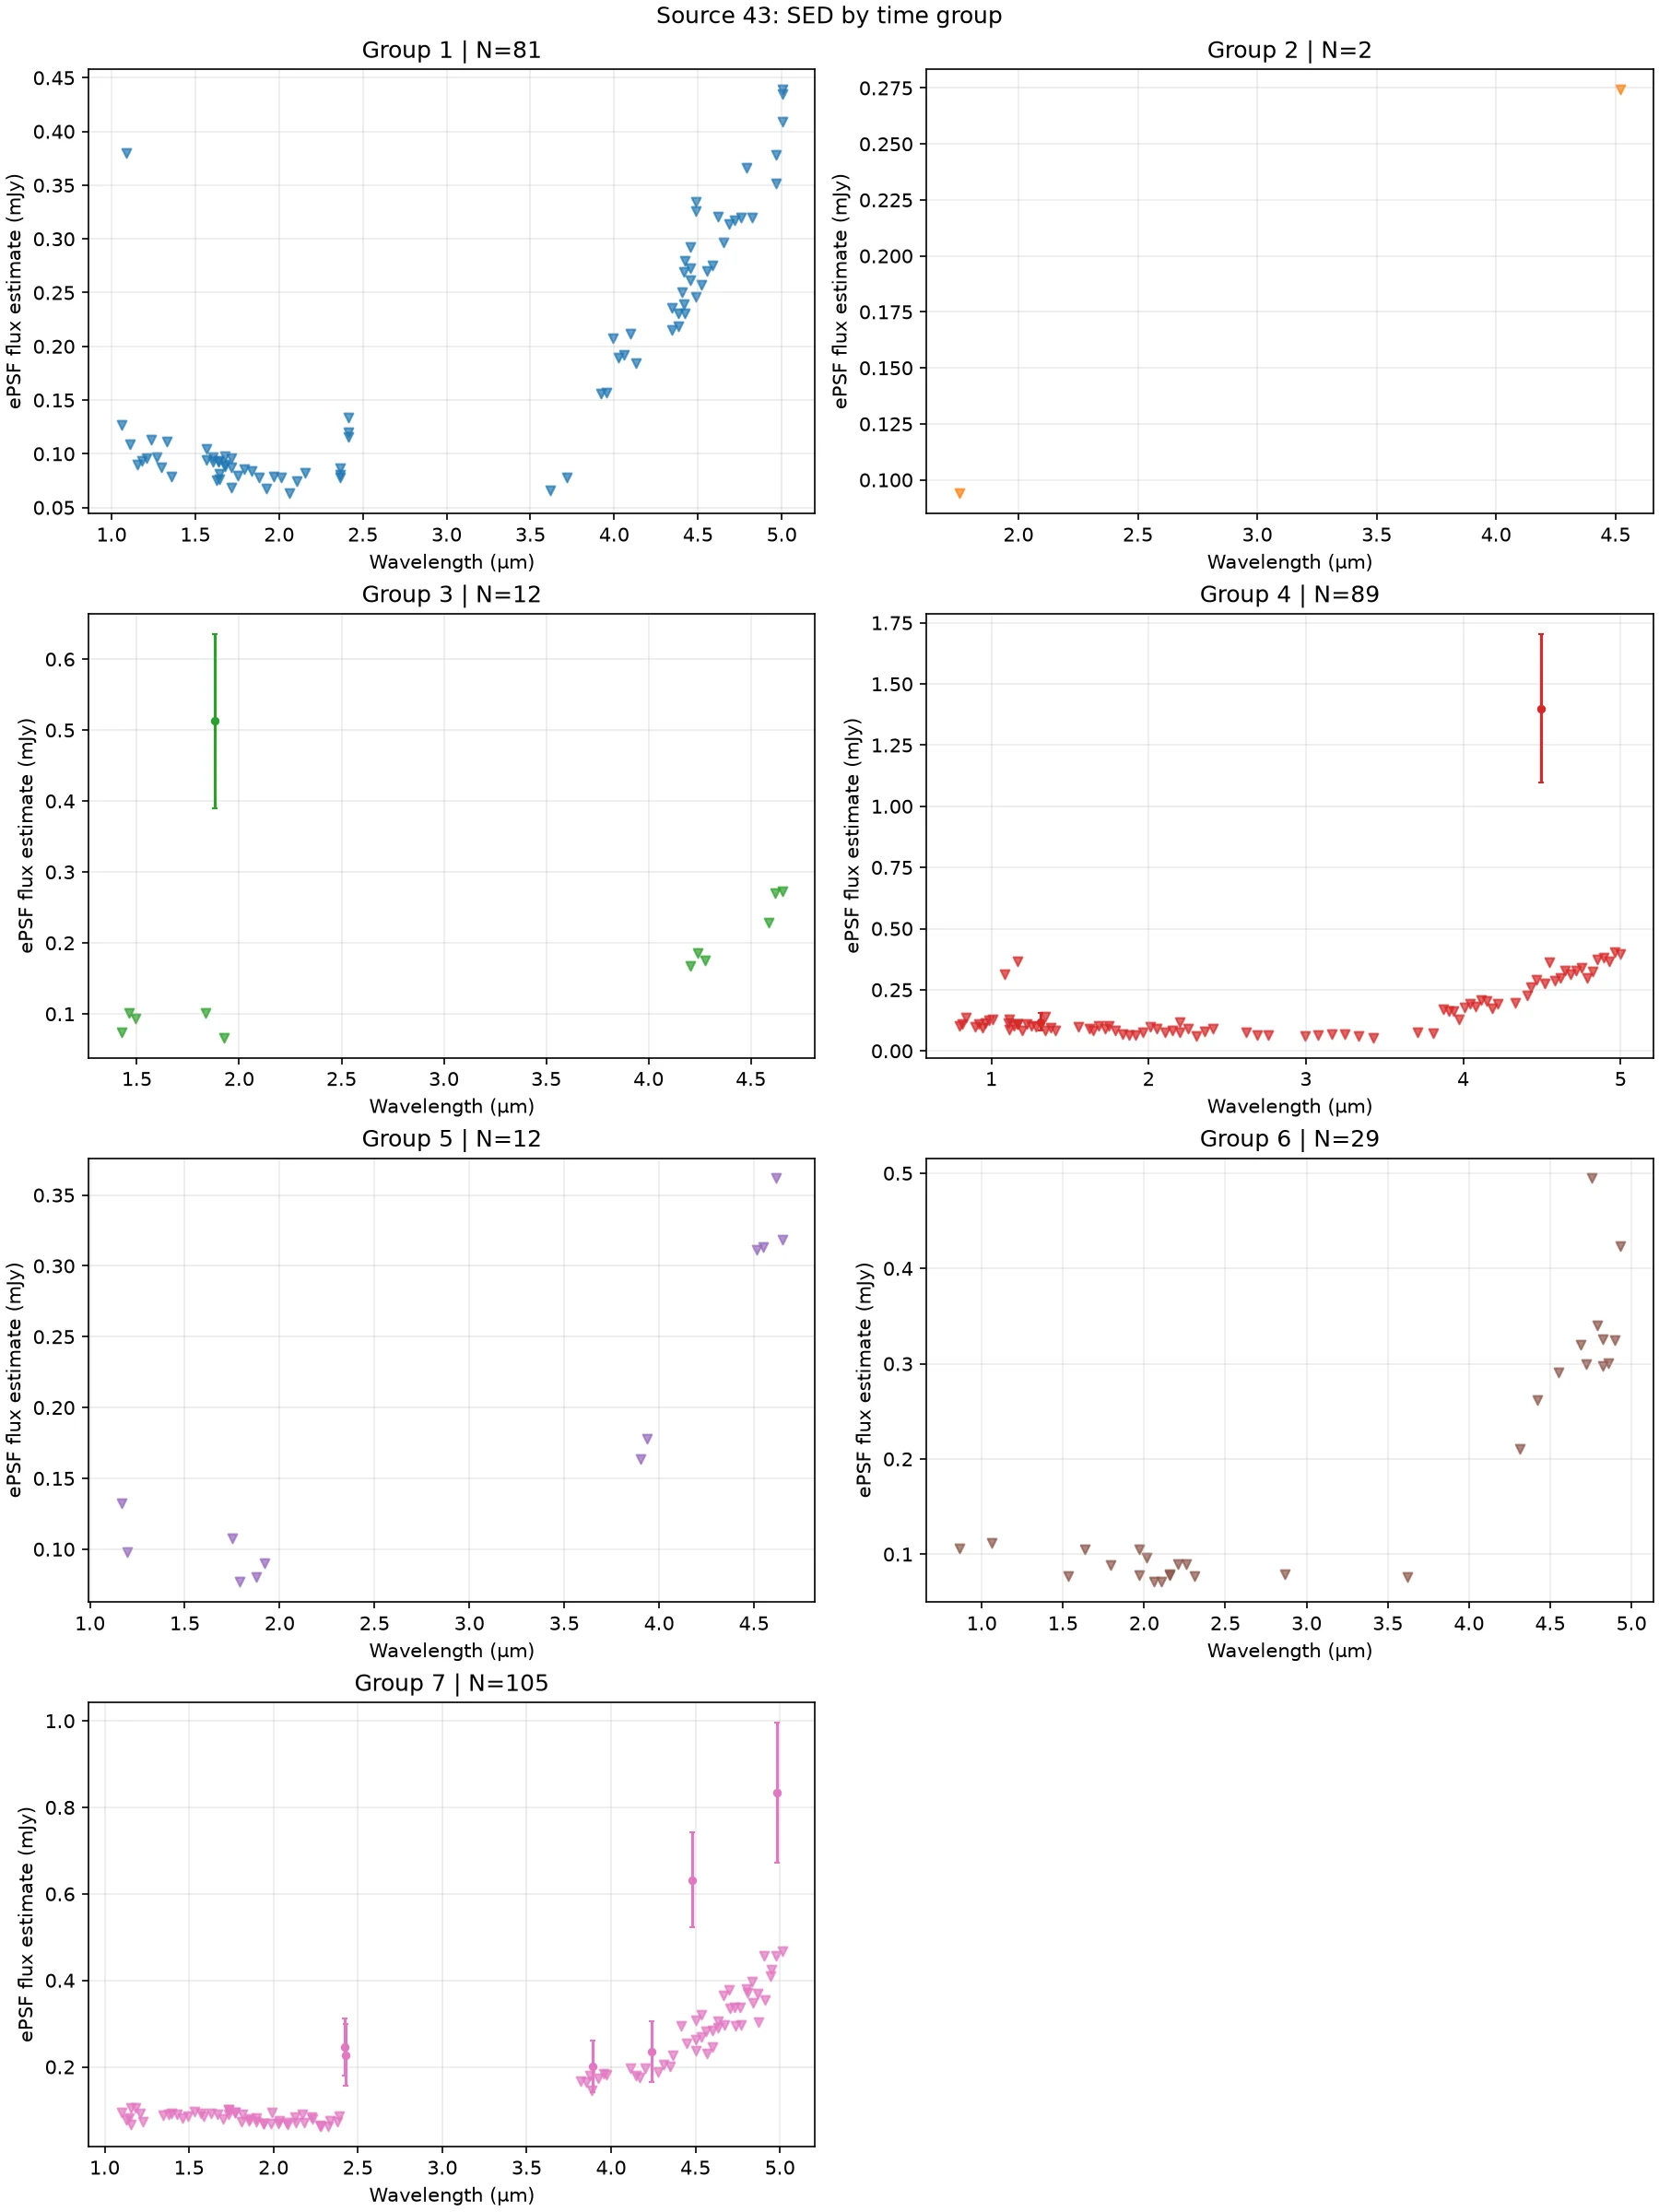 Source 43: SED by time group
Group 1 | N=81
ePSF flux estimate (mJy)
0.45
0.40
0.35
0.30
0.25
0.20
0.15
0.10
0.05
1.0 1.5 2.0 2.5 3.0 3.5 4.0 4.5 5.0
Wavelength (μm)
Group 2 | N=2
ePSF flux estimate (mJy)
0.275
0.250
0.225
0.200
0.175
0.150
0.125
0.100
2.0 2.5 3.0 3.5 4.0 4.5
Wavelength (μm)
Group 3 | N=12
ePSF flux estimate (mJy)
0.6
0.5
0.4
0.3
0.2
0.1
1.5 2.0 2.5 3.0 3.5 4.0 4.5
Wavelength (μm)
Group 4 | N=89
ePSF flux estimate (mJy)
1.75
1.50
1.25
1.00
0.75
0.50
0.25
0.00
1 2 3 4 5
Wavelength (μm)
Group 5 | N=12
ePSF flux estimate (mJy)
0.35
0.30
0.25
0.20
0.15
0.10
1.0 1.5 2.0 2.5 3.0 3.5 4.0 4.5
Wavelength (μm)
Group 6 | N=29
ePSF flux estimate (mJy)
0.5
0.4
0.3
0.2
0.1
1.0 1.5 2.0 2.5 3.0 3.5 4.0 4.5 5.0
Wavelength (μm)
Group 7 | N=105
ePSF flux estimate (mJy)
1.0
0.8
0.6
0.4
0.2
1.0 1.5 2.0 2.5 3.0 3.5 4.0 4.5 5.0
Wavelength (μm)